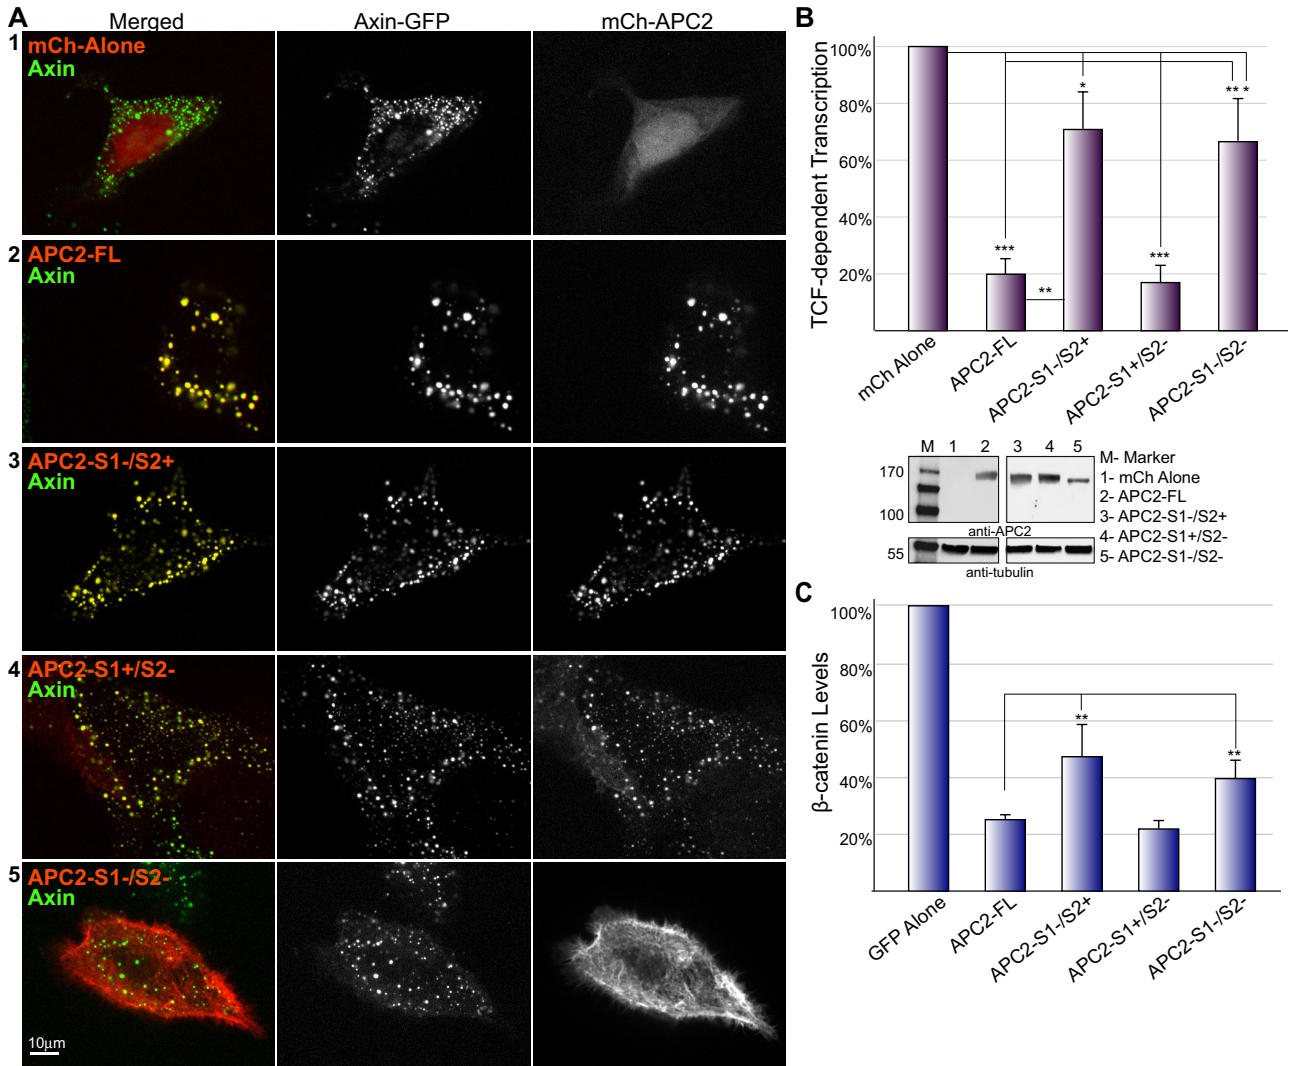 A
Merged
Axin-GFP
mCh-APC2
1
mCh-Alone
Axin
2
APC2-FL
Axin
3
APC2-S1-/S2+
Axin
4
APC2-S1+/S2-
Axin
5
APC2-S1-/S2-
Axin
10µm
B
TCF-dependent Transcription
100%
80%
60%
40%
20%
***
**
*
***
** *
mCh Alone
APC2-FL
APC2-S1-/S2+
APC2-S1+/S2-
APC2-S1-/S2-
M 1 2 3 4 5
170
100
anti-APC2
55
anti-tubulin
M- Marker
1- mCh Alone
2- APC2-FL
3- APC2-S1-/S2+
4- APC2-S1+/S2-
5- APC2-S1-/S2-
C
β-catenin Levels
100%
80%
60%
40%
20%
**
**
GFP Alone
APC2-FL
APC2-S1-/S2+
APC2-S1+/S2-
APC2-S1-/S2-